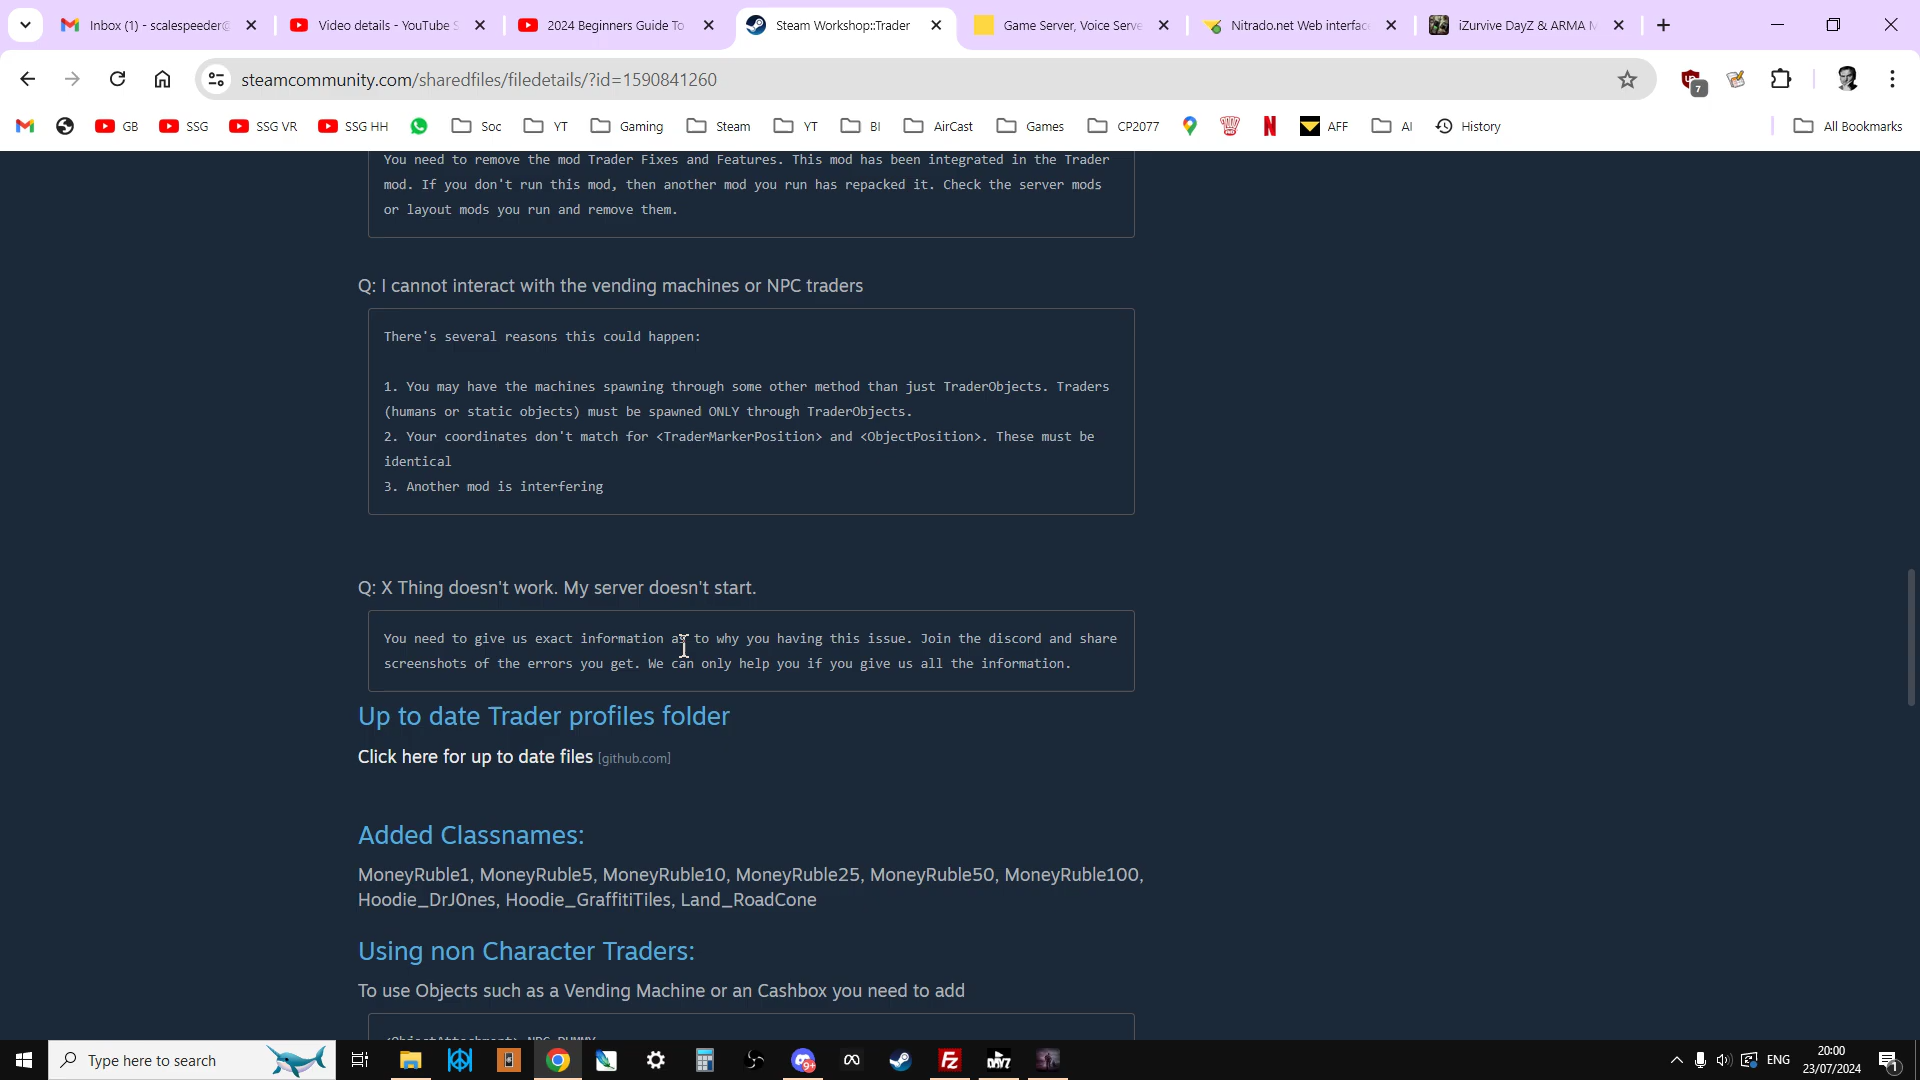 Inbox (1) - scalespeeder@
Video details - YouTube S
2024 Beginners Guide To
Steam Workshop::Trader
Game Server, Voice Serve
Nitrado.net Web interfac
iZurvive DayZ & ARMA M
steamcommunity.com/sharedfiles/filedetails/?id=1590841260
7
GB
SSG
SSG VR
SSG HH
Soc
YT
Gaming
Steam
YT
BI
AirCast
Games
CP2077
AFF
AI
History
All Bookmarks
You need to remove the mod Trader Fixes and Features. This mod has been integrated in the Trader
mod. If you don't run this mod, then another mod you run has repacked it. Check the server mods
or layout mods you run and remove them.
Q: I cannot interact with the vending machines or NPC traders
There's several reasons this could happen:
1. You may have the machines spawning through some other method than just TraderObjects. Traders
(humans or static objects) must be spawned ONLY through TraderObjects.
2. Your coordinates don't match for <TraderMarkerPosition> and <ObjectPosition>. These must be
identical
3. Another mod is interfering
Q: X Thing doesn't work. My server doesn't start.
You need to give us exact information as to why you having this issue. Join the discord and share
screenshots of the errors you get. We can only help you if you give us all the information.
Up to date Trader profiles folder
Click here for up to date files [github.com]
Added Classnames:
MoneyRuble1, MoneyRuble5, MoneyRuble10, MoneyRuble25, MoneyRuble50, MoneyRuble100,
Hoodie_DrJ0nes, Hoodie_GraffitiTiles, Land_RoadCone
Using non Character Traders:
To use Objects such as a Vending Machine or an Cashbox you need to add
<ObjectAttachment> NPC_DUMMY
Type here to search
9+
DAYZ
ENG
20:00
23/07/2024
1